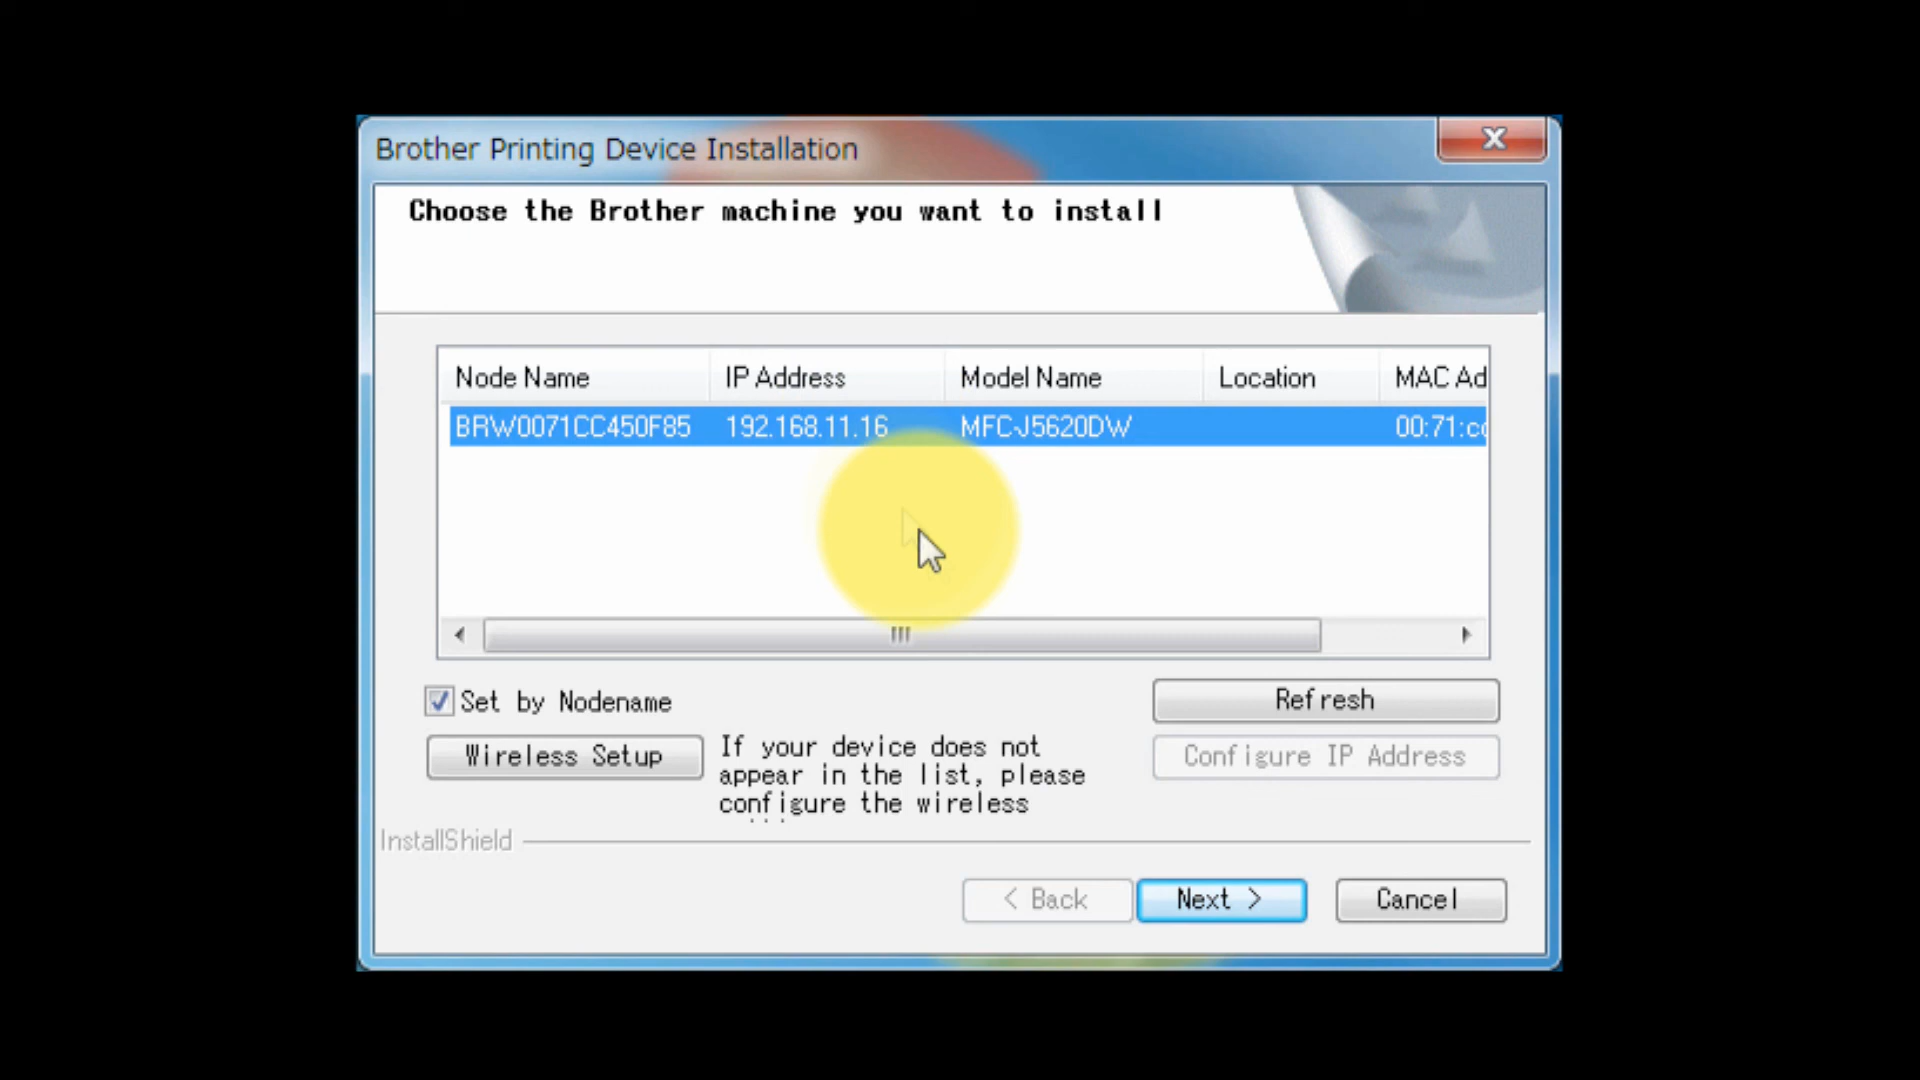 Brother Printing Device Installation
Choose the Brother machine you want to install
Node Name IP Address Model Name Location MAC Ad
BRW0071CC450F85 192.168.11.16 MFC-J5620DW 00:71:cc
Set by Nodename
Refresh
Wireless Setup
If your device does not
appear in the list, please
configure the wireless
Configure IP Address
InstallShield
< Back Next > Cancel